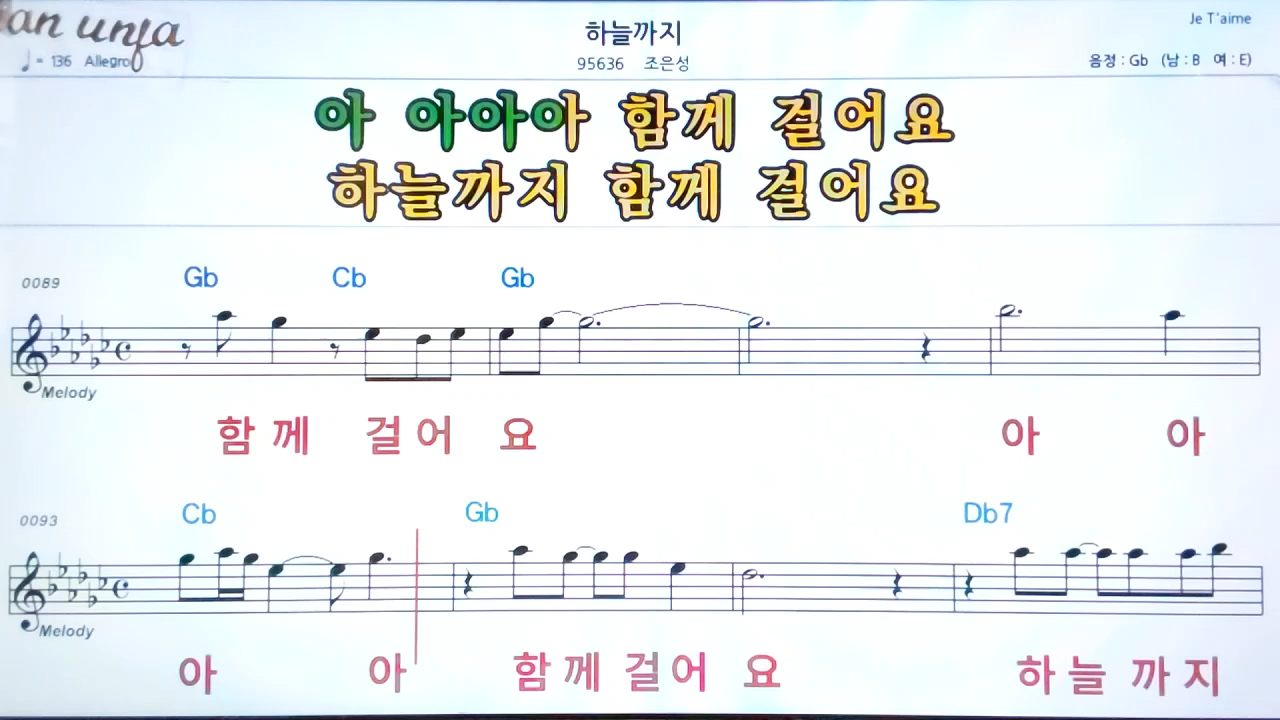 an unfa
하늘까지
Je T'aime
♩ = 136 Allegro
95636 조은성
음정 : Gb (남 : B 여 : E)
아 아아아 함께 걸어요
하늘까지 함께 걸어요
0089 Gb Cb Gb
Melody
함 께 걸 어 요 아 아
0093 Cb Gb Db7
Melody
아 아 함 께 걸 어 요 하 늘 까 지